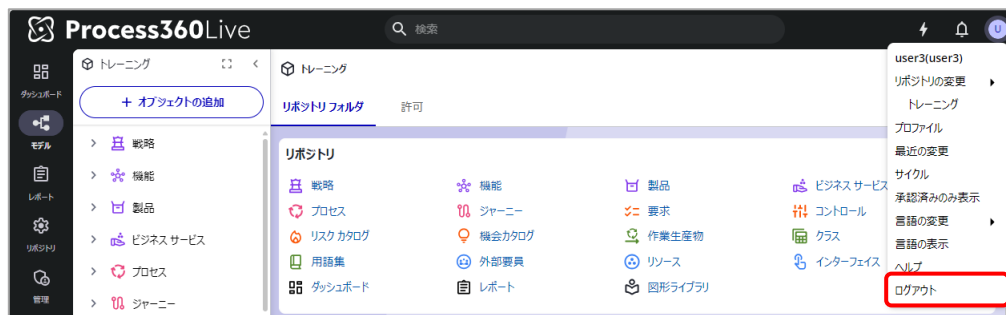 Process360Live
検索
U
ダッシュボード
モデル
レポート
リポジトリ
管理
トレーニング
+ オブジェクトの追加
戦略
機能
製品
ビジネス サービス
プロセス
ジャーニー
トレーニング
リポジトリ フォルダ 許可
リポジトリ
戦略 機能 製品 ビジネス サービス
プロセス ジャーニー 要求 コントロール
リスク カタログ 機会カタログ 作業生産物 クラス
用語集 外部要員 リソース インターフェイス
ダッシュボード レポート 図形ライブラリ
user3(user3)
リポジトリの変更
トレーニング
プロファイル
最近の変更
サイクル
承認済みのみ表示
言語の変更
言語の表示
ヘルプ
ログアウト